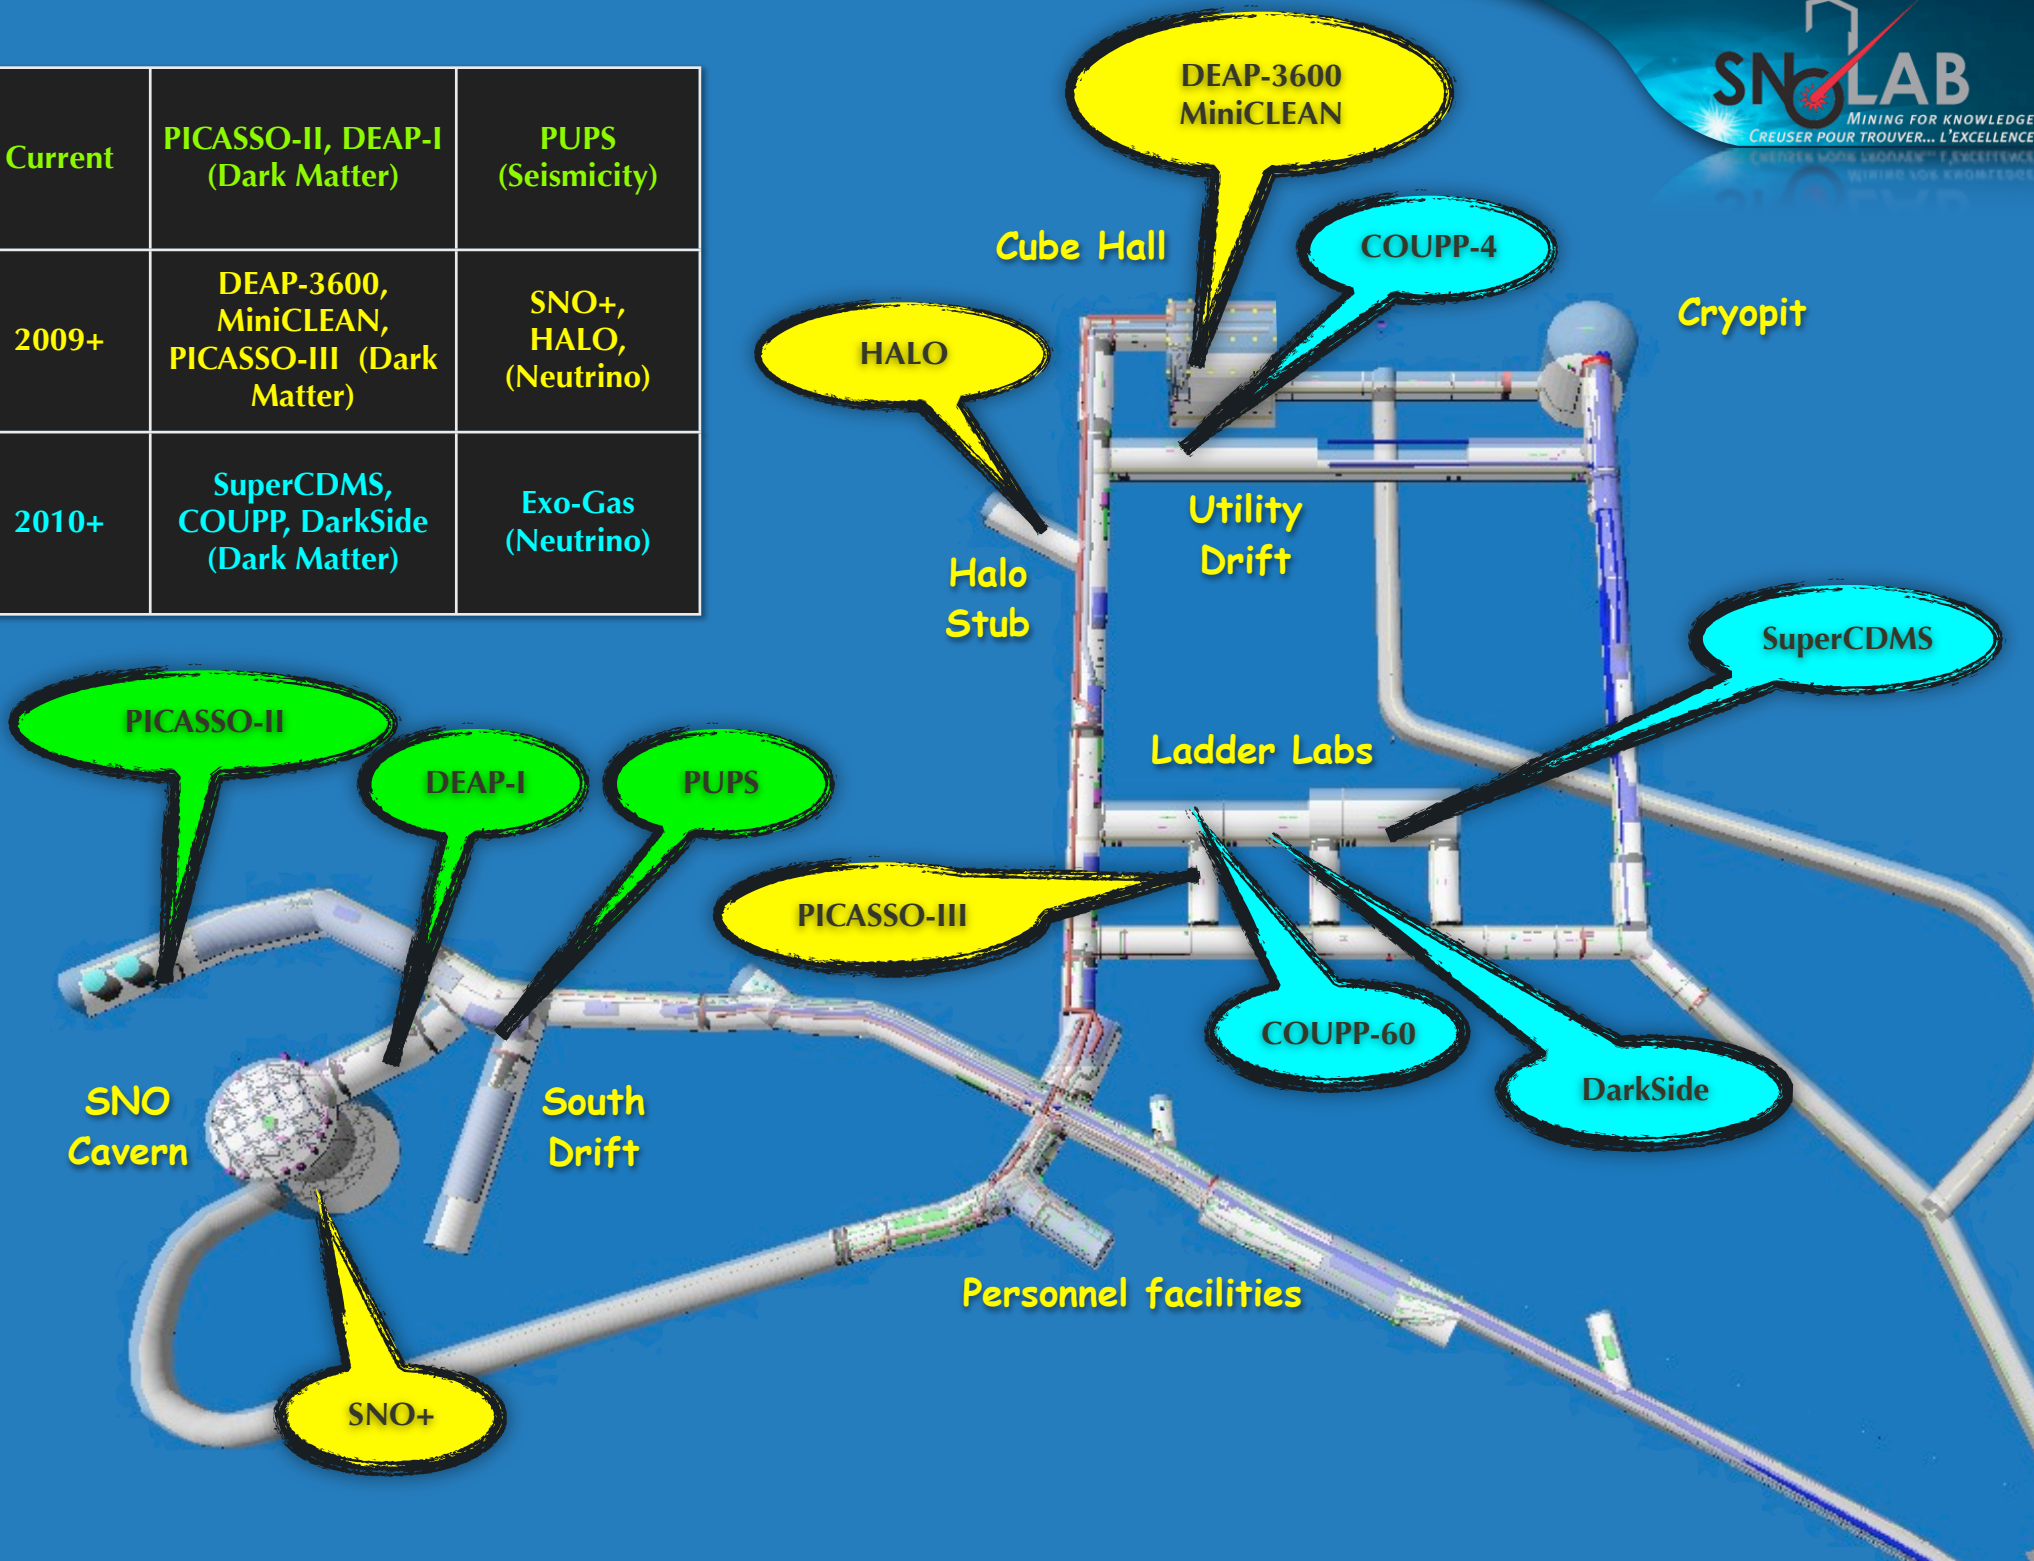 SNOLAB
MINING FOR KNOWLEDGE
CREUSER POUR TROUVER... L'EXCELLENCE
Current
PICASSO-II, DEAP-I
(Dark Matter)
PUPS
(Seismicity)
2009+
DEAP-3600,
MiniCLEAN,
PICASSO-III (Dark
Matter)
SNO+,
HALO,
(Neutrino)
2010+
SuperCDMS,
COUPP, DarkSide
(Dark Matter)
Exo-Gas
(Neutrino)
DEAP-3600
MiniCLEAN
Cube Hall
COUPP-4
Cryopit
HALO
Utility
Drift
Halo
Stub
SuperCDMS
PICASSO-II
DEAP-I
PUPS
Ladder Labs
PICASSO-III
COUPP-60
DarkSide
SNO
Cavern
South
Drift
Personnel facilities
SNO+